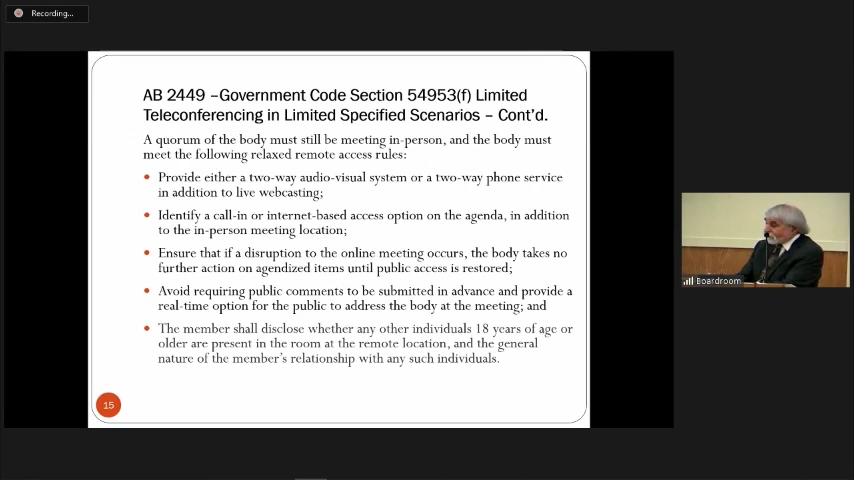 Recording...
AB 2449 –Government Code Section 54953(f) Limited
Teleconferencing in Limited Specified Scenarios – Cont'd.
A quorum of the body must still be meeting in-person, and the body must
meet the following relaxed remote access rules:
• Provide either a two-way audio-visual system or a two-way phone service
in addition to live webcasting;
• Identify a call-in or internet-based access option on the agenda, in addition
to the in-person meeting location;
• Ensure that if a disruption to the online meeting occurs, the body takes no
further action on agendized items until public access is restored;
• Avoid requiring public comments to be submitted in advance and provide a
real-time option for the public to address the body at the meeting; and
• The member shall disclose whether any other individuals 18 years of age or
older are present in the room at the remote location, and the general
nature of the member's relationship with any such individuals.
15
Boardroom